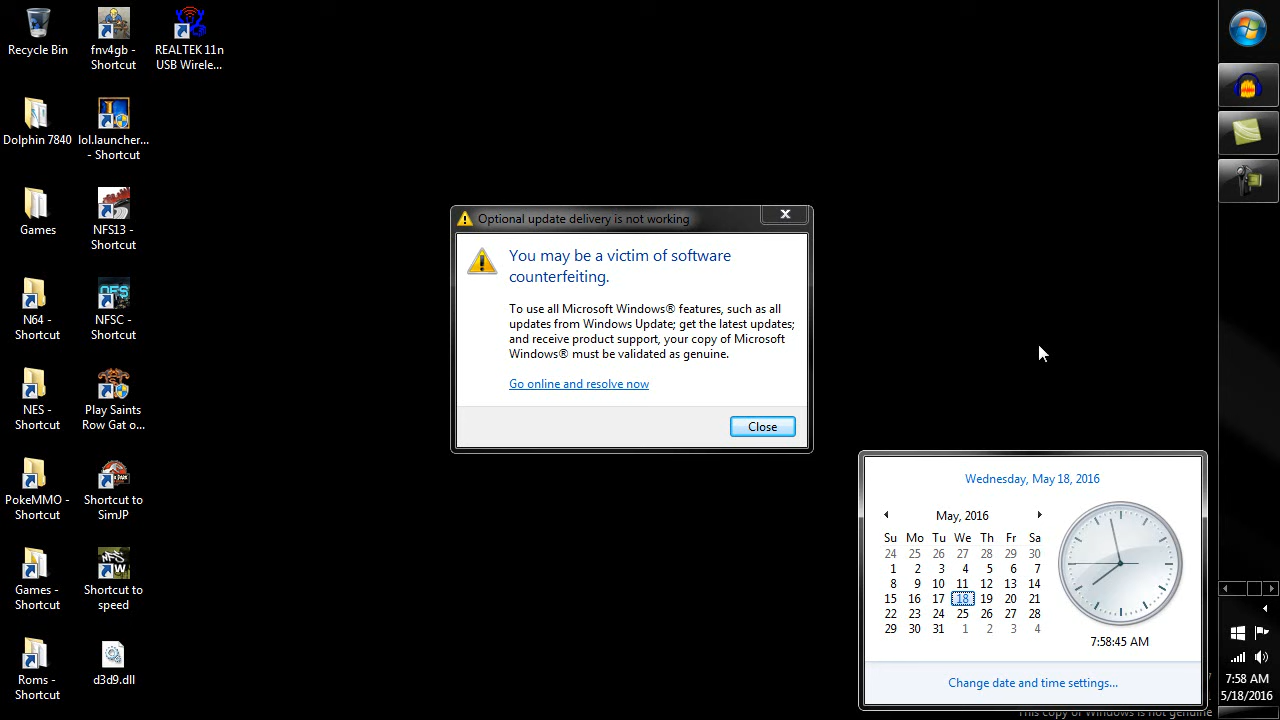 Recycle Bin
fnv4gb -
Shortcut
REALTEK 11n
USB Wirele...
Dolphin 7840
lol.launcher...
- Shortcut
Games
NFS13 -
Shortcut
N64 -
Shortcut
NFSC -
Shortcut
NES -
Shortcut
Play Saints
Row Gat o...
PokeMMO -
Shortcut
Shortcut to
SimJP
Games -
Shortcut
Shortcut to
speed
Roms -
Shortcut
d3d9.dll
Optional update delivery is not working
You may be a victim of software
counterfeiting.
To use all Microsoft Windows® features, such as all
updates from Windows Update; get the latest updates;
and receive product support, your copy of Microsoft
Windows® must be validated as genuine.
Go online and resolve now
Close
Wednesday, May 18, 2016
May, 2016
Su Mo Tu We Th Fr Sa
24 25 26 27 28 29 30
1 2 3 4 5 6 7
8 9 10 11 12 13 14
15 16 17 18 19 20 21
22 23 24 25 26 27 28
29 30 31 1 2 3 4
7:58:45 AM
Change date and time settings...
7:58 AM
5/18/2016
This copy of Windows is not genuine